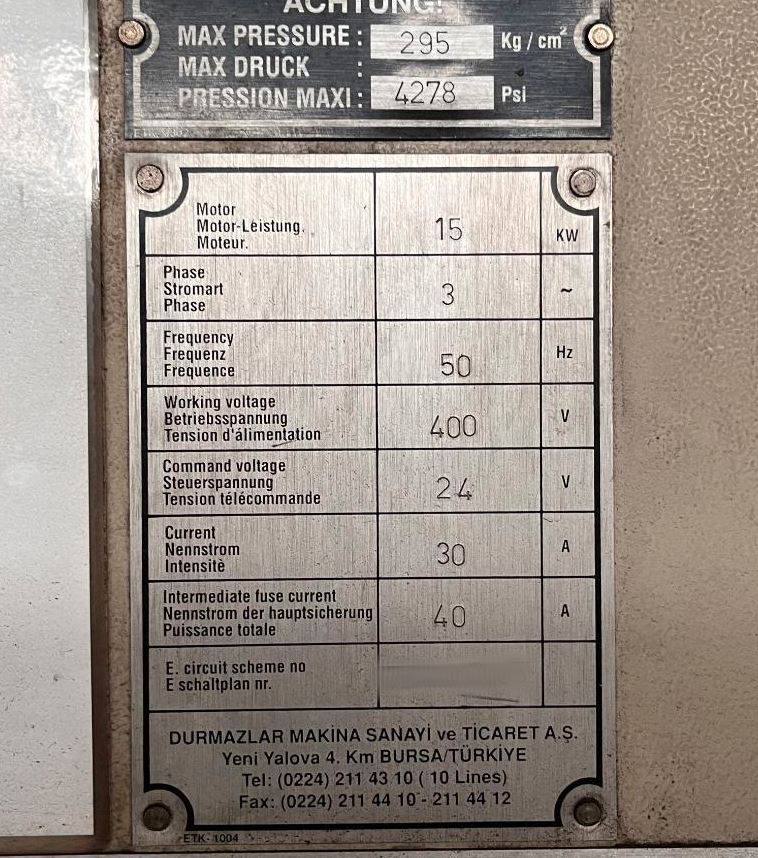 ACHTUNG!
MAX PRESSURE : 295 Kg / cm²
MAX DRUCK :
PRESSION MAXI : 4278 Psi
Motor
Motor-Leistung.
Moteur.
15
KW
Phase
Stromart
Phase
3
~
Frequency
Frequenz
Frequence
50
Hz
Working voltage
Betriebsspannung
Tension d'álimentation
400
V
Command voltage
Steuerspannung
Tension télécommande
24
V
Current
Nennstrom
Intensitè
30
A
Intermediate fuse current
Nennstrom der hauptsicherung
Puissance totale
40
A
E. circuit scheme no
E schaltplan nr.
DURMAZLAR MAKİNA SANAYİ ve TİCARET A.Ş.
Yeni Yalova 4. Km BURSA/TÜRKİYE
Tel: (0224) 211 43 10 ( 10 Lines)
Fax: (0224) 211 44 10 - 211 44 12
ETK-1004